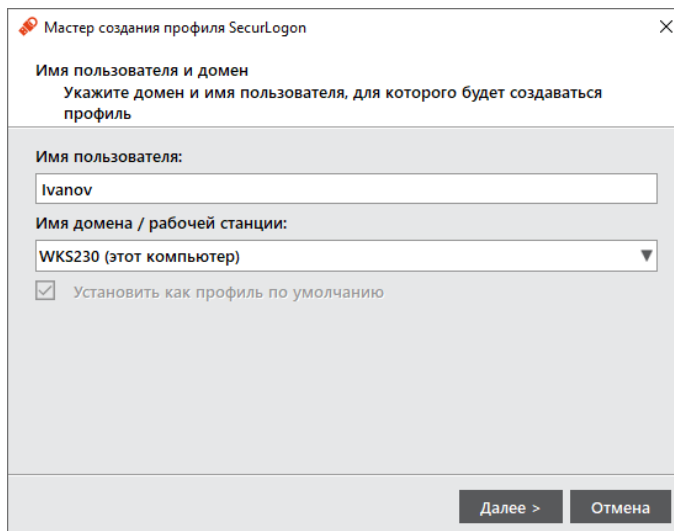 Мастер создания профиля SecurLogon
Имя пользователя и домен
Укажите домен и имя пользователя, для которого будет создаваться
профиль
Имя пользователя:
Ivanov
Имя домена / рабочей станции:
WKS230 (этот компьютер)
Установить как профиль по умолчанию
Далее >
Отмена